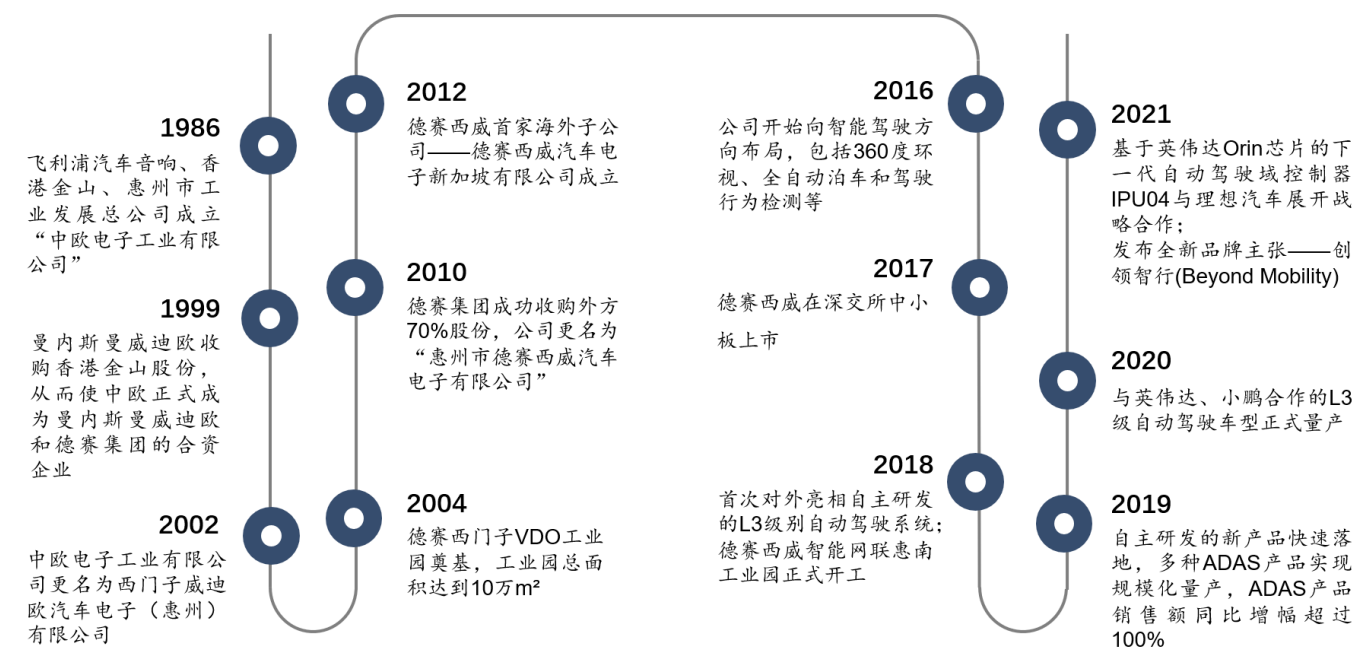 1986
飞利浦汽车音响、香
港金山、惠州市工
业发展总公司成立
“中欧电子工业有限
公司”
1999
曼内斯曼威迪欧收
购香港金山股份，
从而使中欧正式成
为曼内斯曼威迪欧
和德赛集团的合资
企业
2002
中欧电子工业有限公
司更名为西门子威迪
欧汽车电子（惠州）
有限公司
2004
德赛西门子VDO工业
园奠基，工业园总面
积达到10万m²
2010
德赛集团成功收购外方
70%股份，公司更名为
“惠州市德赛西威汽车
电子有限公司”
2012
德赛西威首家海外子公
司——德赛西威汽车电
子新加坡有限公司成立
2016
公司开始向智能驾驶方
向布局，包括360度环
视、全自动泊车和驾驶
行为检测等
2017
德赛西威在深交所中小
板上市
2018
首次对外亮相自主研发
的L3级别自动驾驶系统；
德赛西威智能网联惠南
工业园正式开工
2019
自主研发的新产品快速落
地，多种ADAS产品实现
规模化量产，ADAS产品
销售额同比增幅超过
100%
2020
与英伟达、小鹏合作的L3
级自动驾驶车型正式量产
2021
基于英伟达Orin芯片的下
一代自动驾驶域控制器
IPU04与理想汽车展开战
略合作；
发布全新品牌主张——创
领智行(Beyond Mobility)